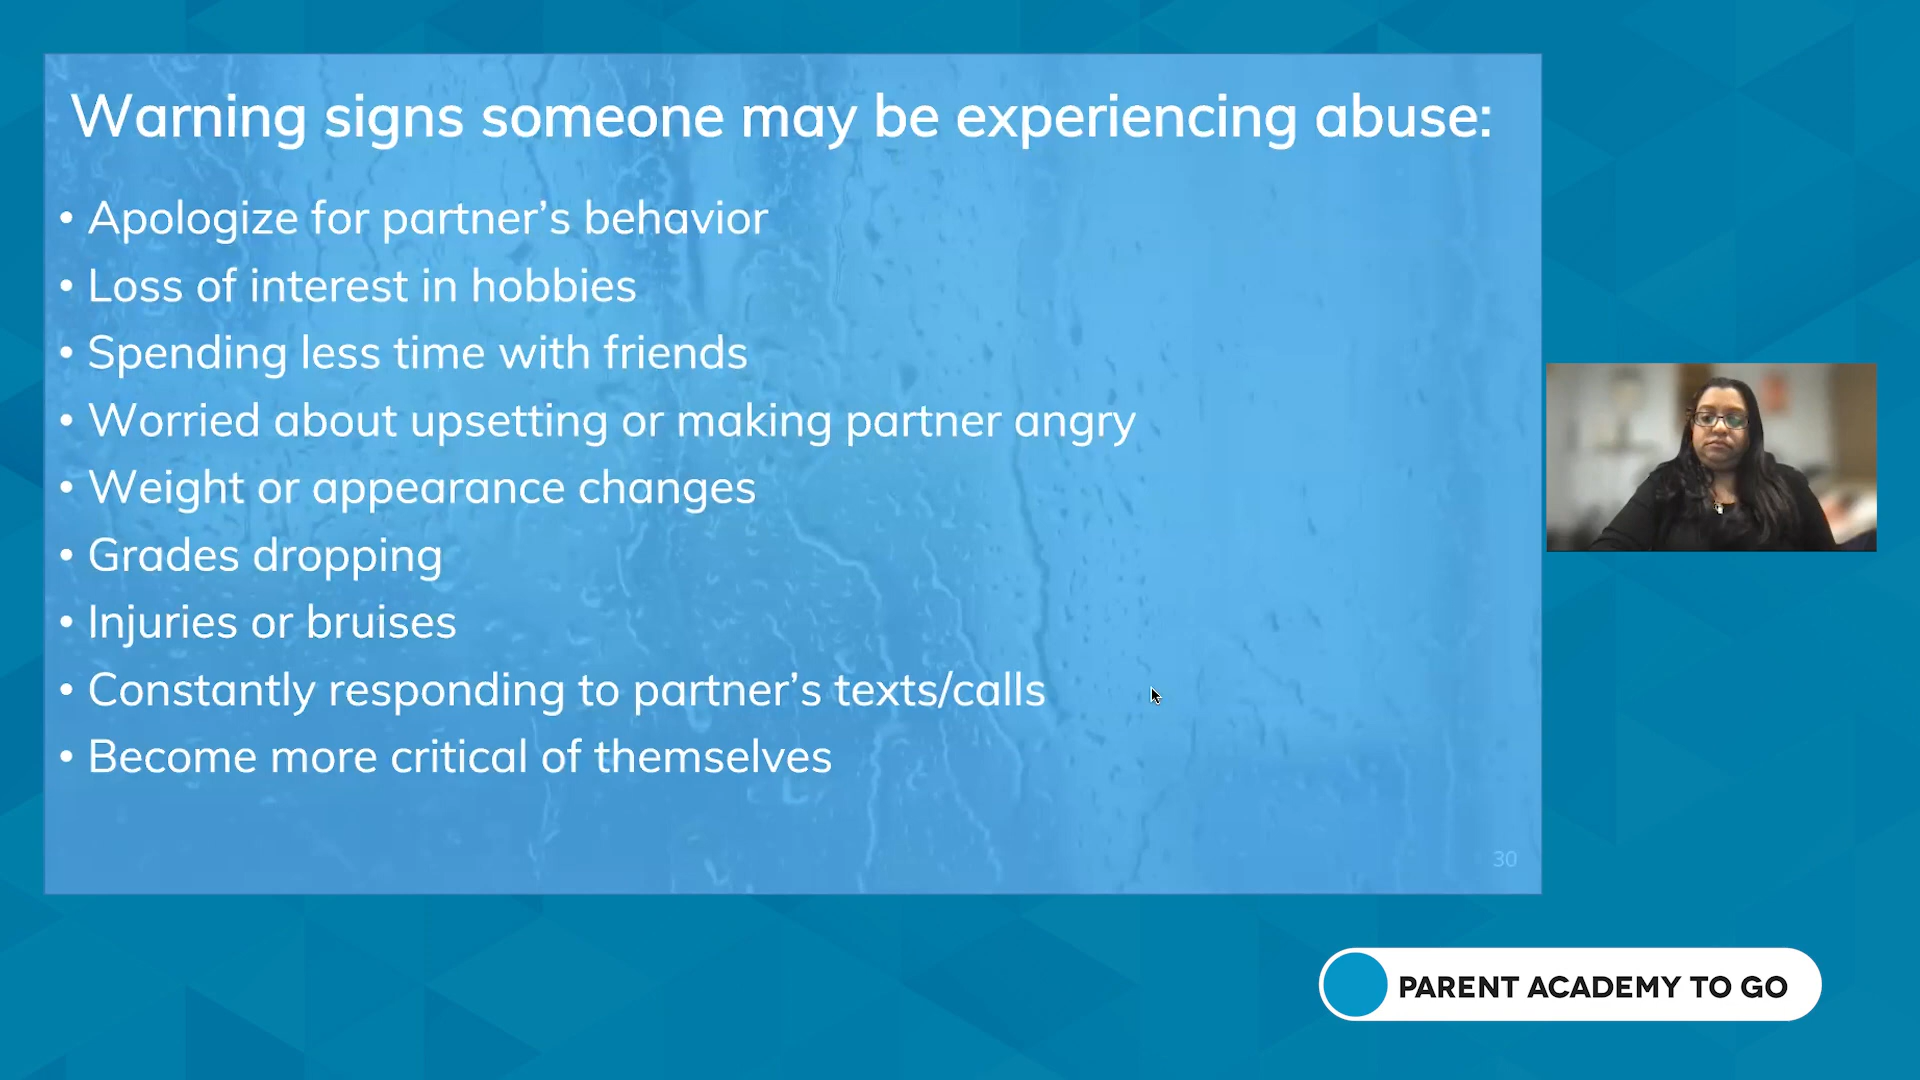 Warning signs someone may be experiencing abuse:
• Apologize for partner’s behavior
• Loss of interest in hobbies
• Spending less time with friends
• Worried about upsetting or making partner angry
• Weight or appearance changes
• Grades dropping
• Injuries or bruises
• Constantly responding to partner’s texts/calls
• Become more critical of themselves
30
PARENT ACADEMY TO GO